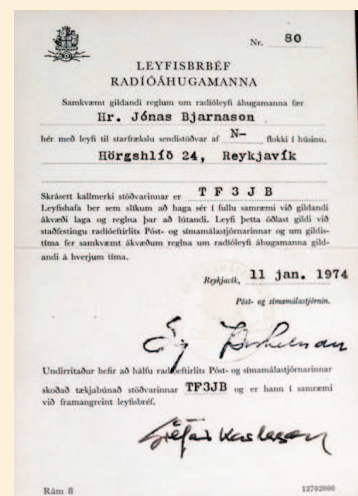 Nr. 80
LEYFISBRBÉF
RADÍÓÁHUGAMANNA
Samkvæmt gildandi reglum um radíóleyfi áhugamanna fær
Hr. Jónas Bjarnason
hér með leyfi til starfrækslu sendistöðvar af N- flokki í húsinu.
Hörgshlíð 24, Reykjavík
Skrásett kallmerki stöðvarinnar er T F 3 J B
Leyfishafa ber sem slíkum að haga sér í fullu samræmi við gildandi
ákvæði laga og reglna þar að lútandi. Leyfi þetta öðlast gildi við
staðfestingu radíóeftirlits Póst- og símamálastjórnarinnar og um gildis-
tíma fer samkvæmt ákvæðum reglna um radíóleyfi áhugamanna gild-
andi á hverjum tíma.
Reykjavík, 11 jan. 1974
Póst- og símamálastjórnin.
Undirritaður hefir að hálfu radíóeftirlits Póst- og símamálastjórnarinnar
skoðað tækjabúnað stöðvarinnar TF3JB og er hann í samræmi
við framangreint leyfisbréf.
Rám 8 12702000